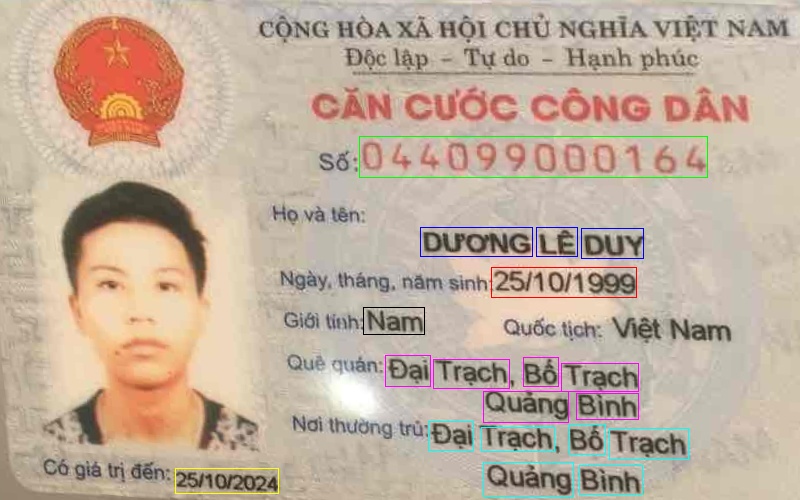 CỘNG HÒA XÃ HỘI CHỦ NGHĨA VIỆT NAM
Độc lập - Tự do - Hạnh phúc
CĂN CƯỚC CÔNG DÂN
Số: 044099000164
Họ và tên:
DƯƠNG LÊ DUY
Ngày, tháng, năm sinh: 25/10/1999
Giới tính: Nam Quốc tịch: Việt Nam
Quê quán: Đại Trạch, Bố Trạch
Quảng Bình
Nơi thường trú: Đại Trạch, Bố Trạch
Quảng Bình
Có giá trị đến: 25/10/2024